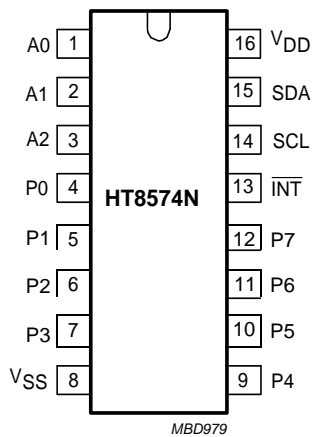 A0 1 16 VDD
A1 2 15 SDA
A2 3 14 SCL
P0 4 HT8574N 13 INT
P1 5 12 P7
P2 6 11 P6
P3 7 10 P5
VSS 8 9 P4
MBD979